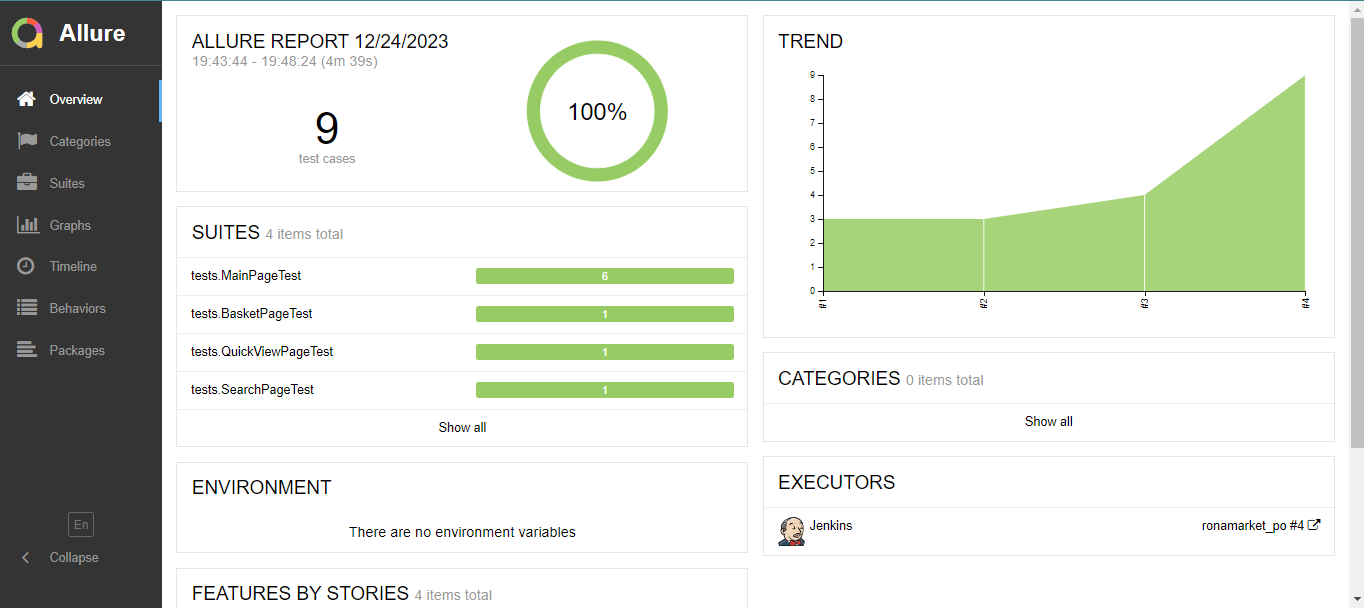 Allure
Overview
Categories
Suites
Graphs
Timeline
Behaviors
Packages
En
Collapse
ALLURE REPORT 12/24/2023
19:43:44 - 19:48:24 (4m 39s)
9
test cases
100%
SUITES 4 items total
tests.MainPageTest 6
tests.BasketPageTest 1
tests.QuickViewPageTest 1
tests.SearchPageTest 1
Show all
ENVIRONMENT
There are no environment variables
FEATURES BY STORIES 4 items total
TREND
9
8
7
6
5
4
3
2
1
0
#1
#2
#3
#4
CATEGORIES 0 items total
Show all
EXECUTORS
Jenkins ronamarket_po #4